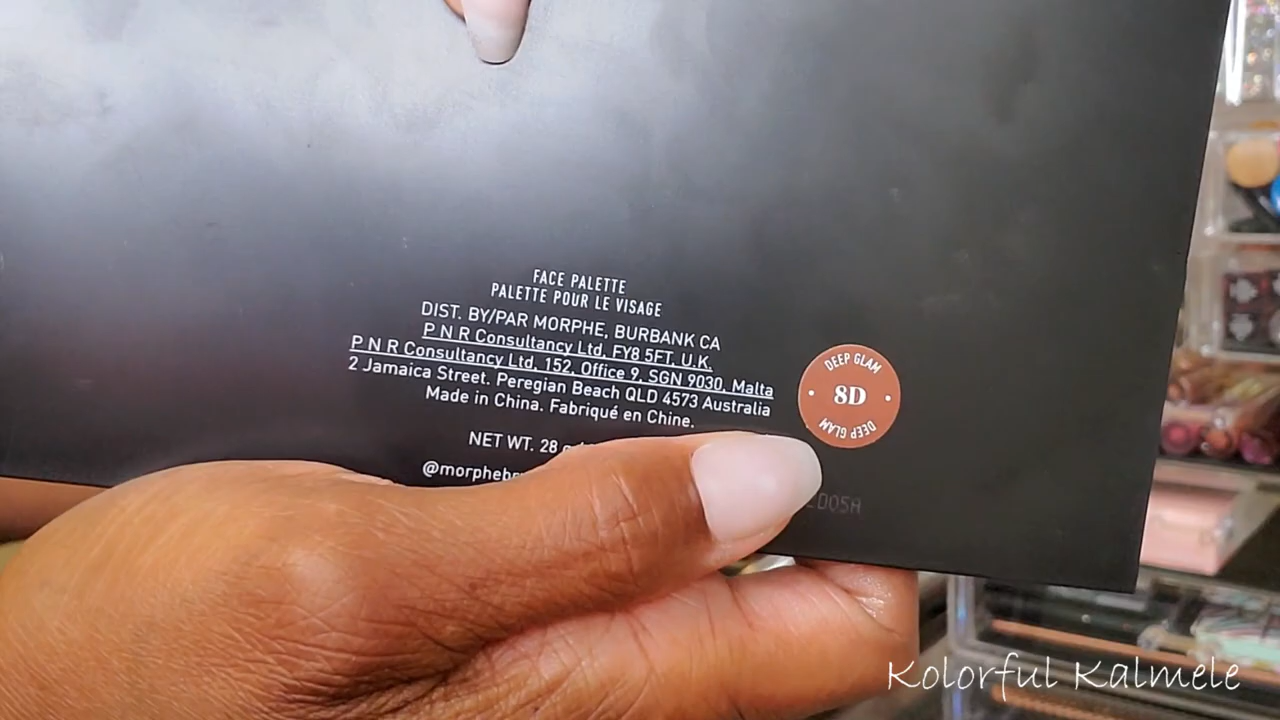 FACE PALETTE
PALETTE POUR LE VISAGE
DIST. BY/PAR MORPHE, BURBANK CA
P N R Consultancy Ltd, FY8 5FT, U.K.
P N R Consultancy Ltd, 152, Office 9, SGN 9030, Malta
2 Jamaica Street. Peregian Beach QLD 4573 Australia
Made in China. Fabriqué en Chine.
NET WT. 28
DEEP GLAM
8D
DEEP GLAM
Kolorful Kalmele